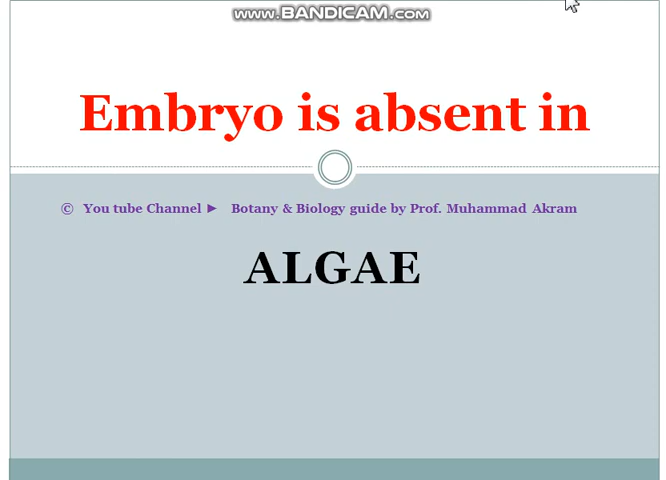 www.BANDICAM.com
Embryo is absent in
© You tube Channel ► Botany & Biology guide by Prof. Muhammad Akram
ALGAE